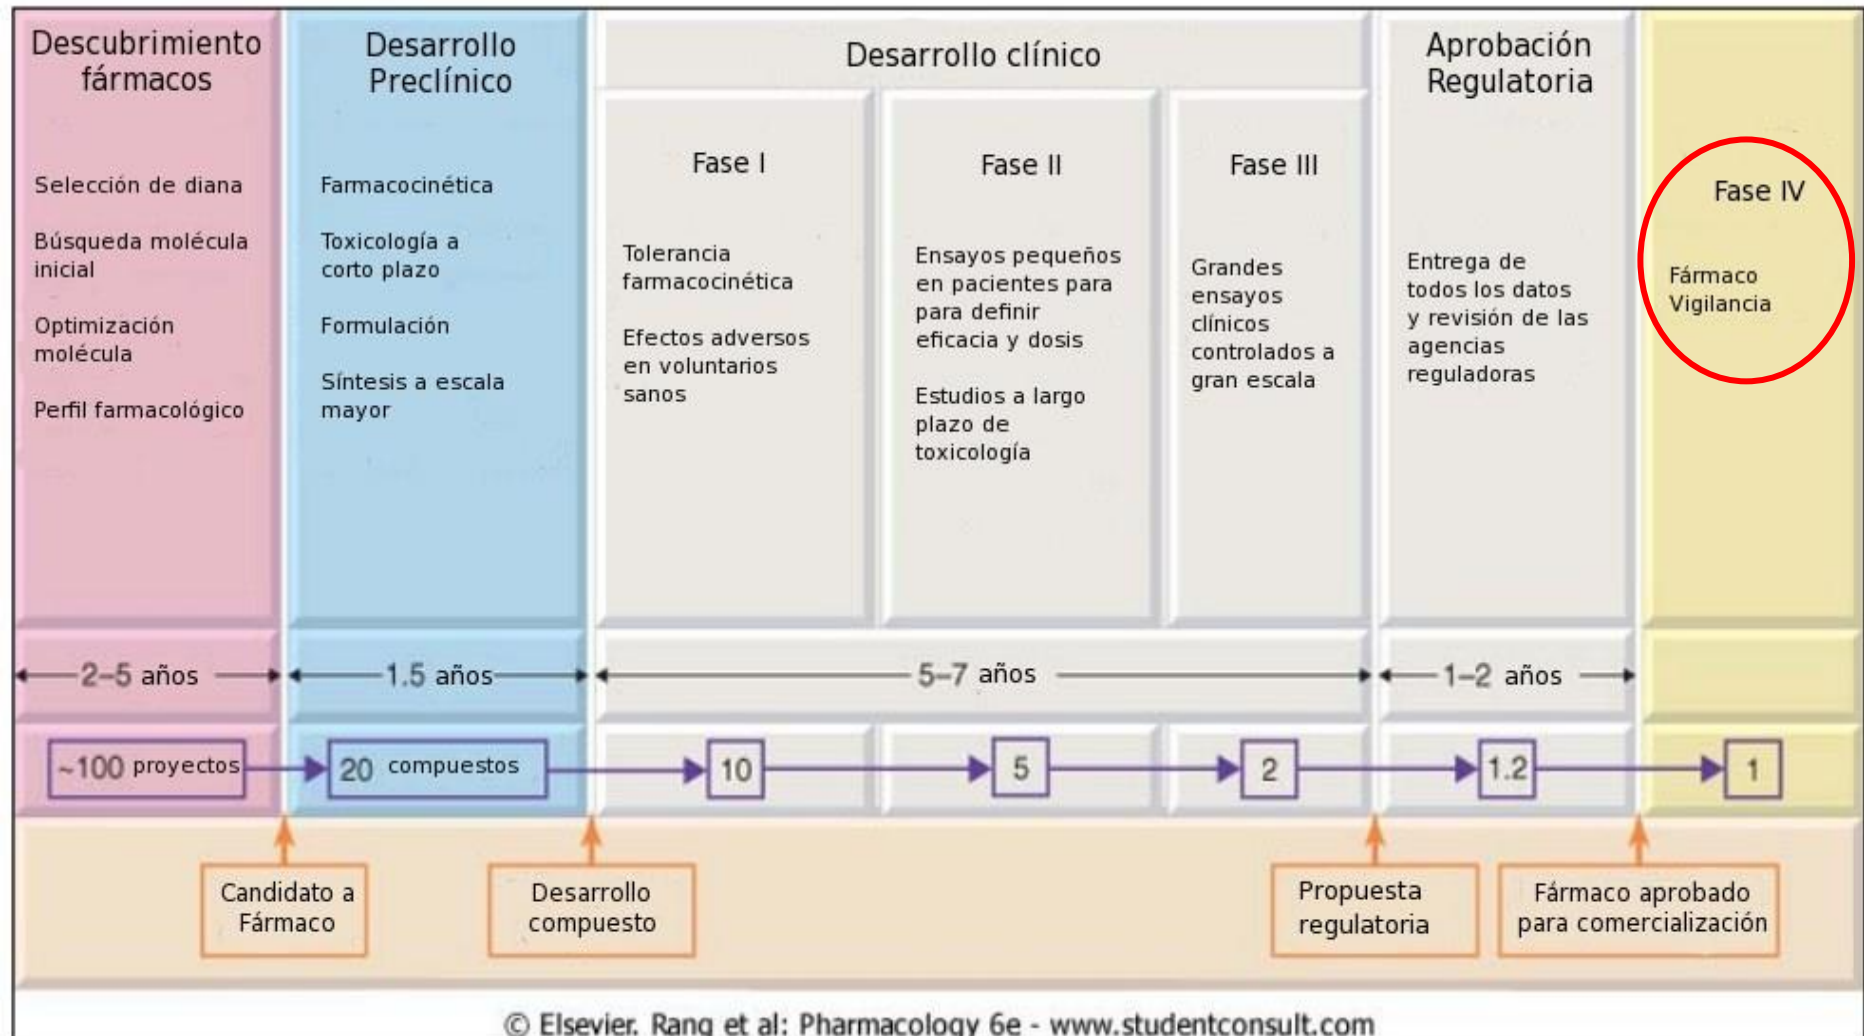 Descubrimiento
fármacos
Selección de diana
Búsqueda molécula
inicial
Optimización
molécula
Perfil farmacológico
Desarrollo
Preclínico
Farmacocinética
Toxicología a
corto plazo
Formulación
Síntesis a escala
mayor
Desarrollo clínico
Fase I
Tolerancia
farmacocinética
Efectos adversos
en voluntarios
sanos
Fase II
Ensayos pequeños
en pacientes para
para definir
eficacia y dosis
Estudios a largo
plazo de
toxicología
Fase III
Grandes
ensayos
clínicos
controlados a
gran escala
Aprobación
Regulatoria
Entrega de
todos los datos
y revisión de las
agencias
reguladoras
Fase IV
Fármaco
Vigilancia
2–5 años
1.5 años
5–7 años
1–2 años
~100 proyectos
20 compuestos
10
5
2
1.2
1
Candidato a
Fármaco
Desarrollo
compuesto
Propuesta
regulatoria
Fármaco aprobado
para comercialización
© Elsevier. Rang et al: Pharmacology 6e - www.studentconsult.com